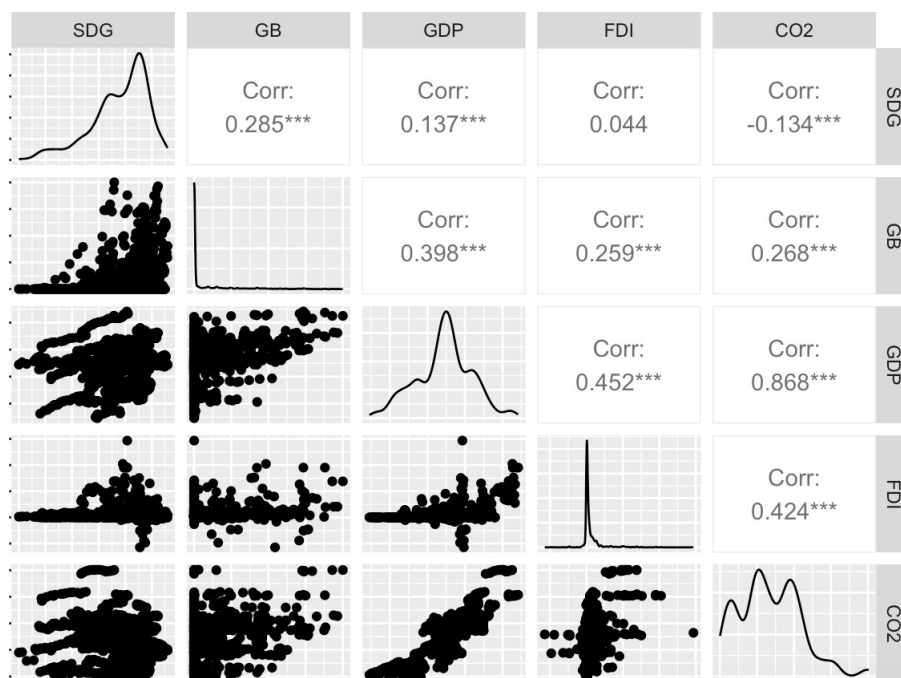 SDG GB GDP FDI CO2
Corr: Corr: Corr: Corr:
0.285*** 0.137*** 0.044 -0.134***
SDG
Corr: Corr: Corr:
0.398*** 0.259*** 0.268***
GB
Corr: Corr:
0.452*** 0.868***
GDP
Corr:
0.424***
FDI
CO2